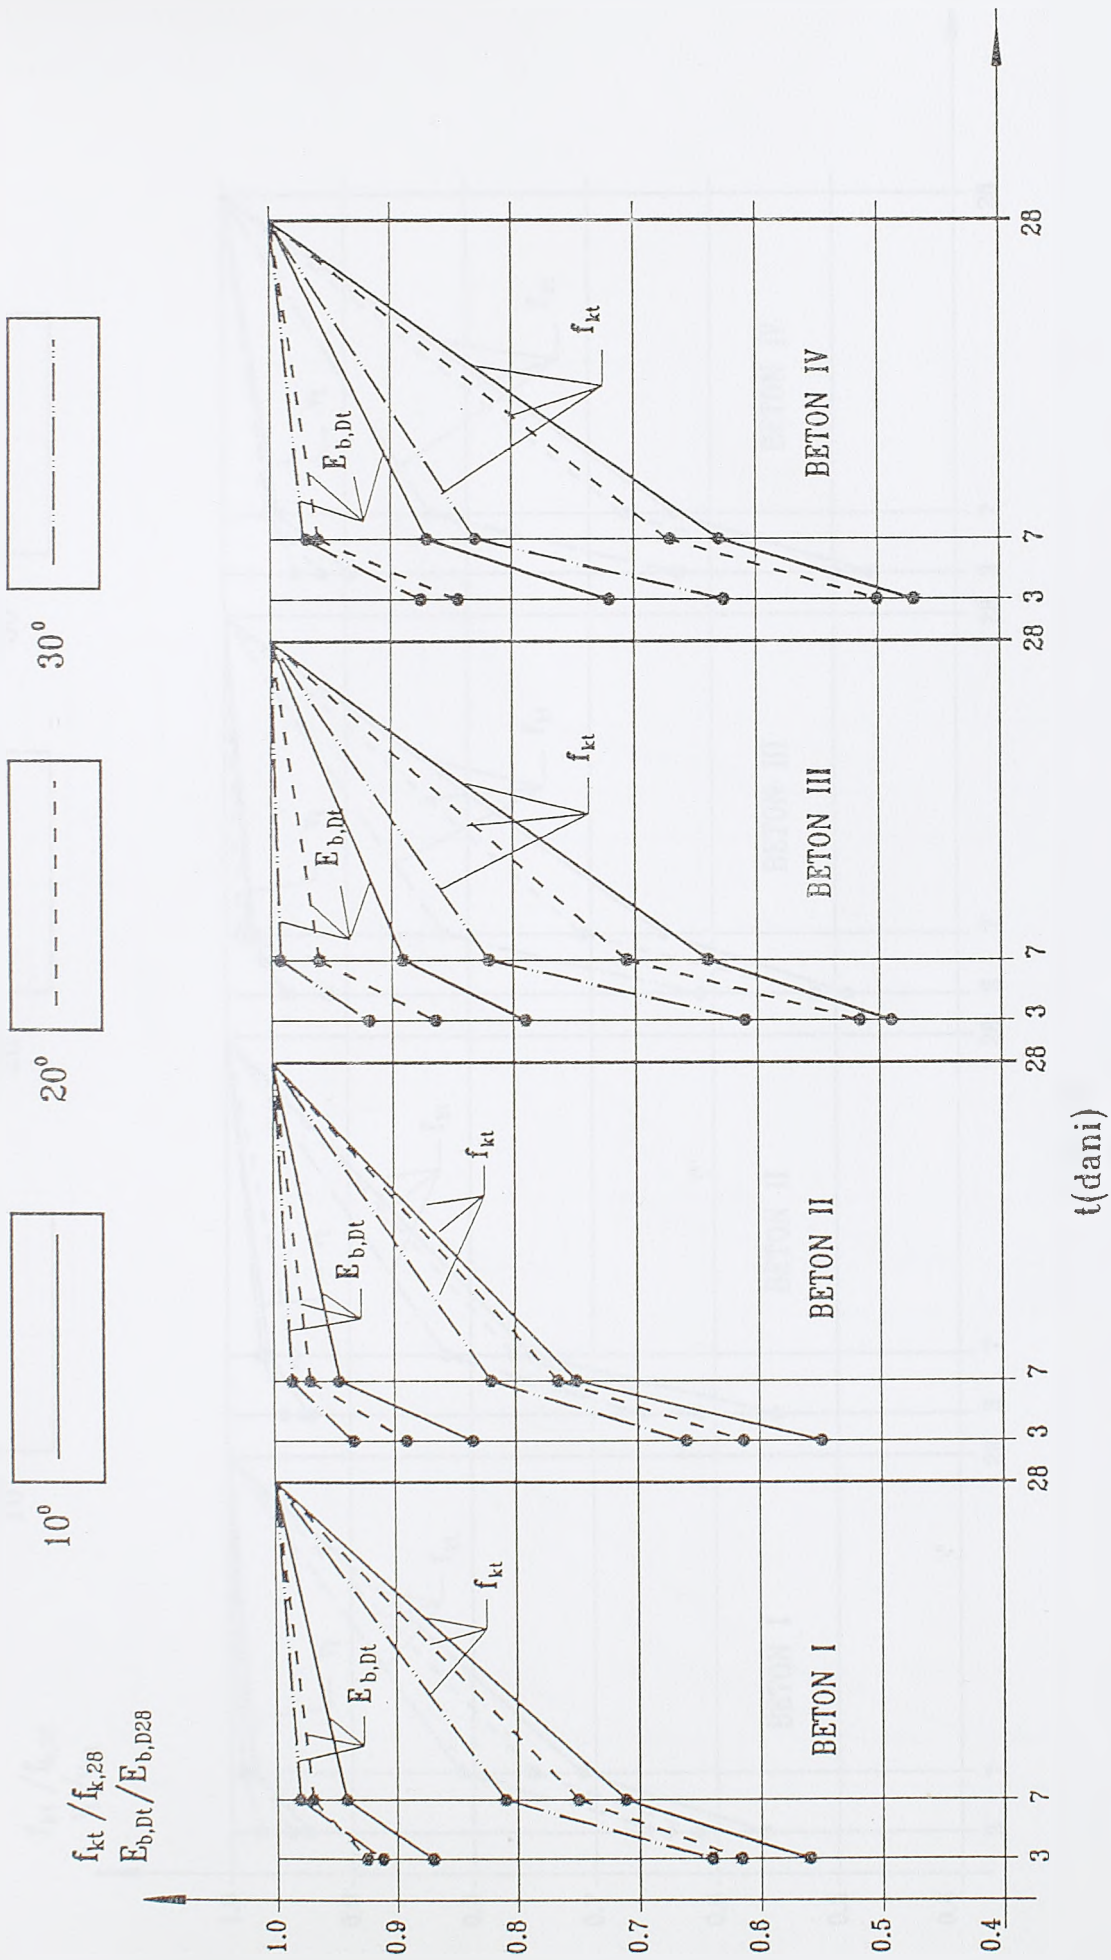 10⁰
20⁰
30⁰
f_kt /f_k,28
E_b,Dt/E_b,D28
1.0
0.9
0.8
0.7
0.6
0.5
0.4
E_b,Dt
f_kt
BETON I
3
7
28
E_b,Dt
f_kt
BETON II
3
7
28
E_b,Dt
f_kt
BETON III
3
7
28
E_b,Dt
f_kt
BETON IV
3
7
28
t(dani)